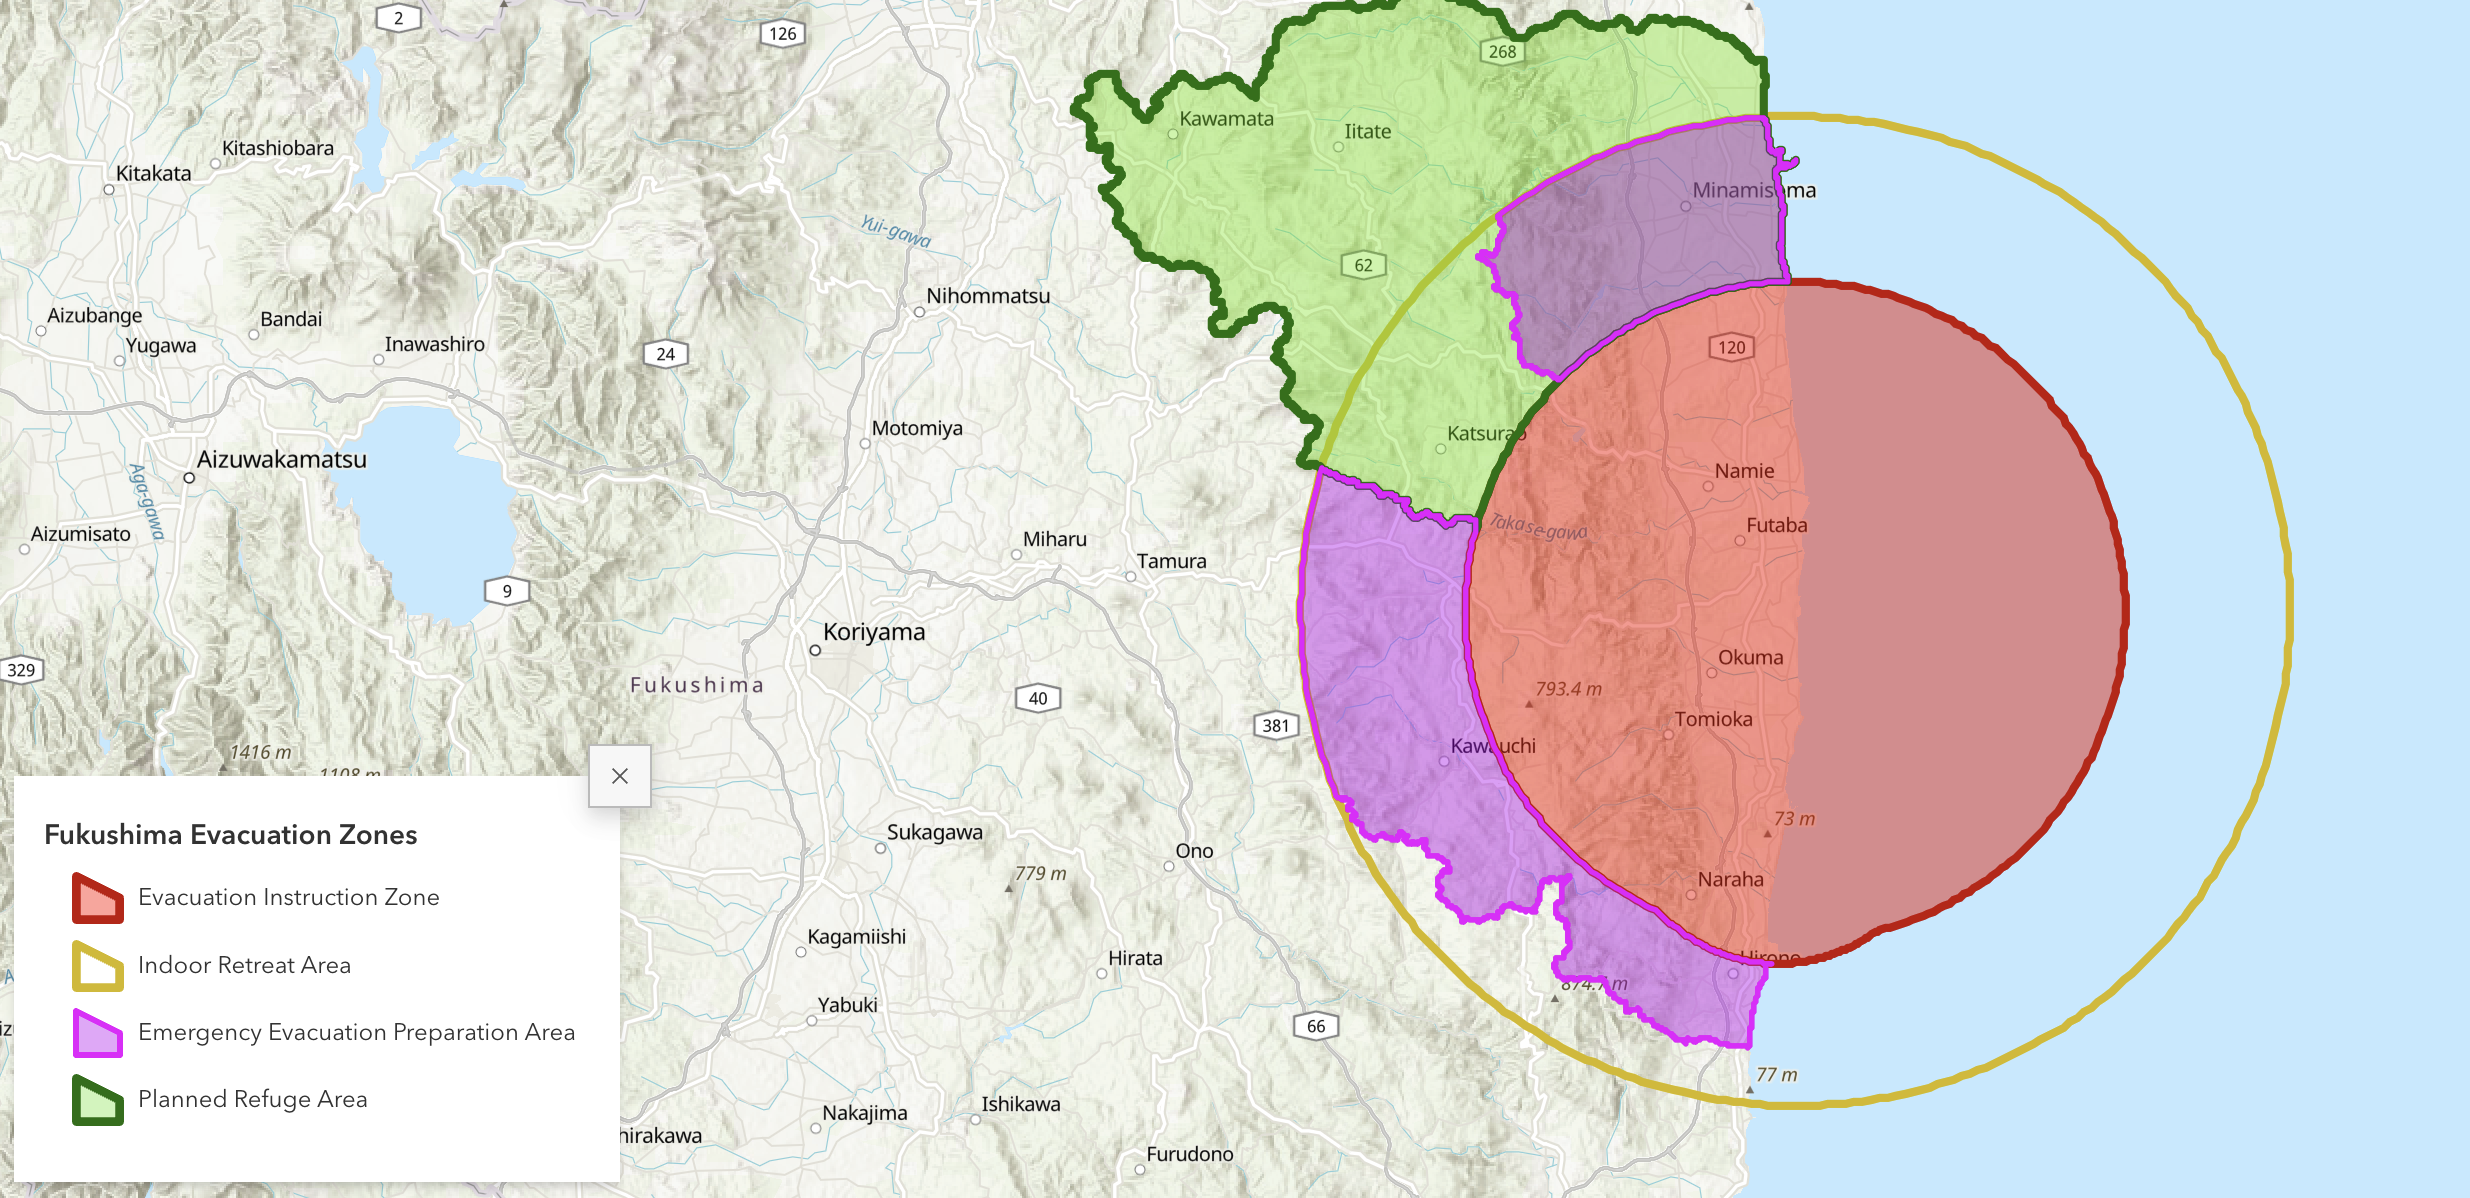 2
126
268
Kawamata
Iitate
Kitashiobara
Kitakata
Minamisoma
Yui-gawa
62
Nihommatsu
Aizubange
Bandai
Yugawa
Inawashiro
24
120
Motomiya
Katsurao
Aizuwakamatsu
Namie
Aga-gawa
Takase-gawa
Futaba
Aizumisato
Miharu
Tamura
9
Koriyama
Okuma
329
Fukushima
793.4 m
40
Tomioka
381
Kawauchi
1416 m
1108 m
73 m
Sukagawa
Ono
779 m
Naraha
Kagamiishi
Hirata
Hirono
874.7 m
Yabuki
66
77 m
Nakajima
Ishikawa
hirakawa
Furudono
Fukushima Evacuation Zones
Evacuation Instruction Zone
Indoor Retreat Area
Emergency Evacuation Preparation Area
Planned Refuge Area